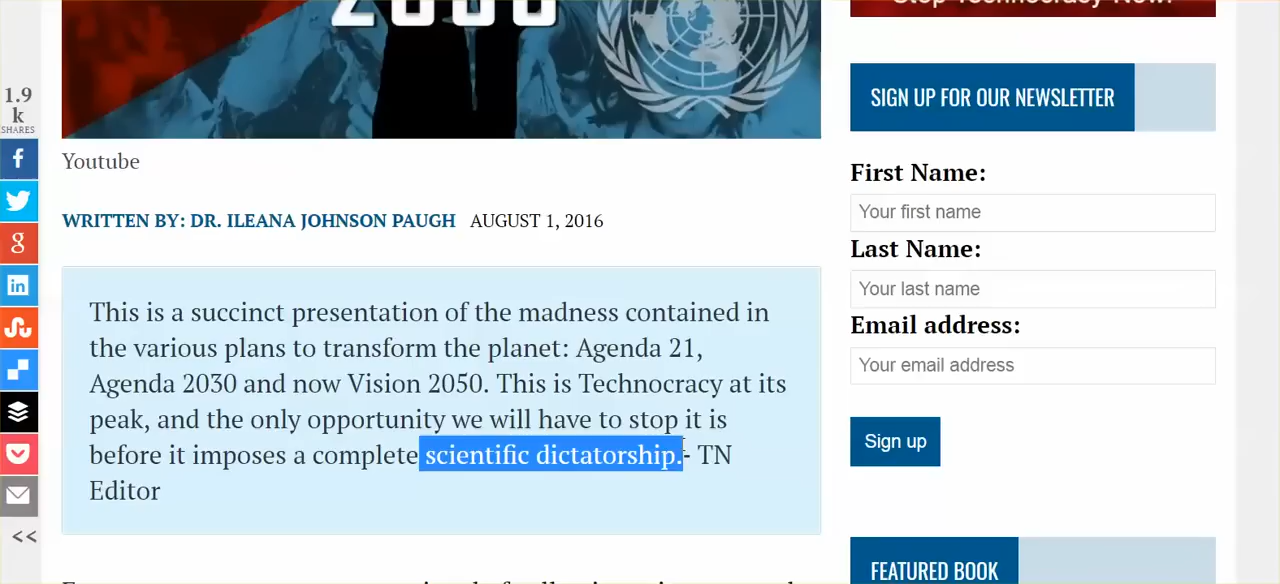 1.9
k
SHARES
Youtube
WRITTEN BY: DR. ILEANA JOHNSON PAUGH AUGUST 1, 2016
This is a succinct presentation of the madness contained in
the various plans to transform the planet: Agenda 21,
Agenda 2030 and now Vision 2050. This is Technocracy at its
peak, and the only opportunity we will have to stop it is
before it imposes a complete scientific dictatorship.- TN
Editor
<<
Stop Technocracy Now!
SIGN UP FOR OUR NEWSLETTER
First Name:
Your first name
Last Name:
Your last name
Email address:
Your email address
Sign up
FEATURED BOOK